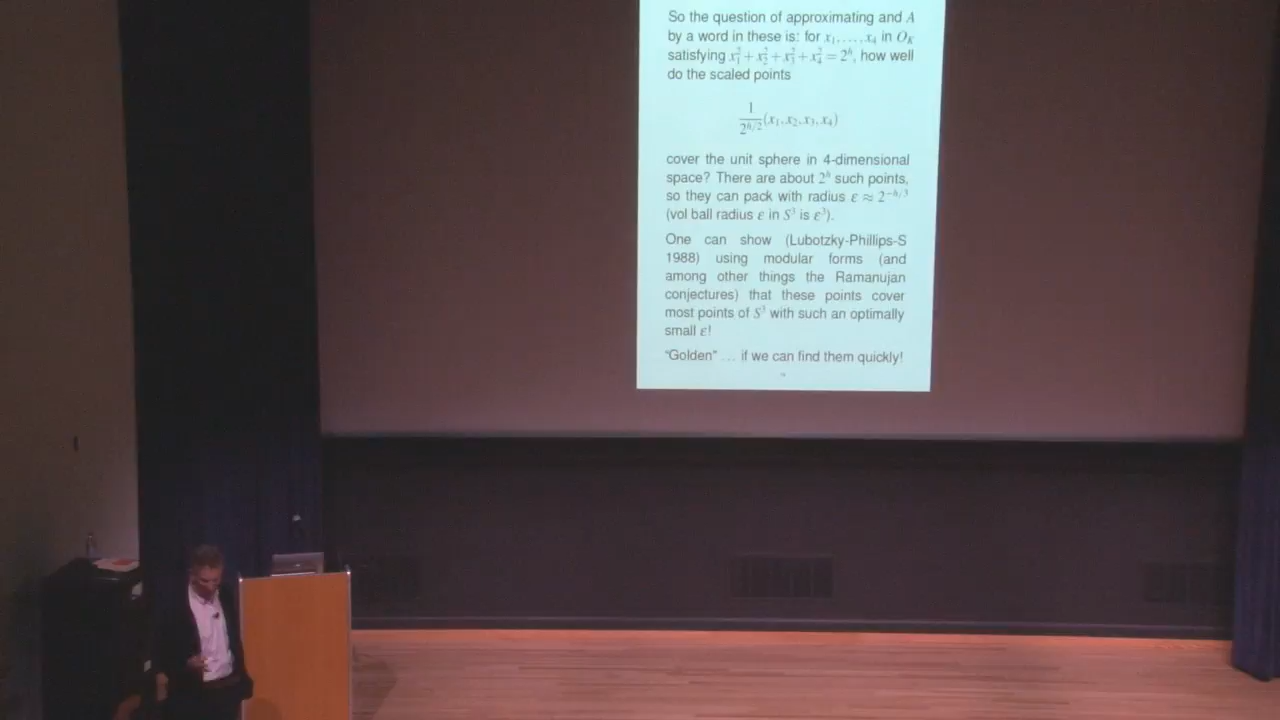 So the question of approximating and A
by a word in these is: for x₁,...,x₄ in O_K
satisfying x₁² + x₂² + x₃² + x₄² = 2ʰ, how well
do the scaled points
1/2^{h/2} (x₁, x₂, x₃, x₄)
cover the unit sphere in 4-dimensional
space? There are about 2ʰ such points,
so they can pack with radius ε ≈ 2^{-h/3}
(vol ball radius ε in S³ is ε³).
One can show (Lubotzky-Phillips-S
1988) using modular forms (and
among other things the Ramanujan
conjectures) that these points cover
most points of S³ with such an optimally
small ε!
"Golden" ... if we can find them quickly!